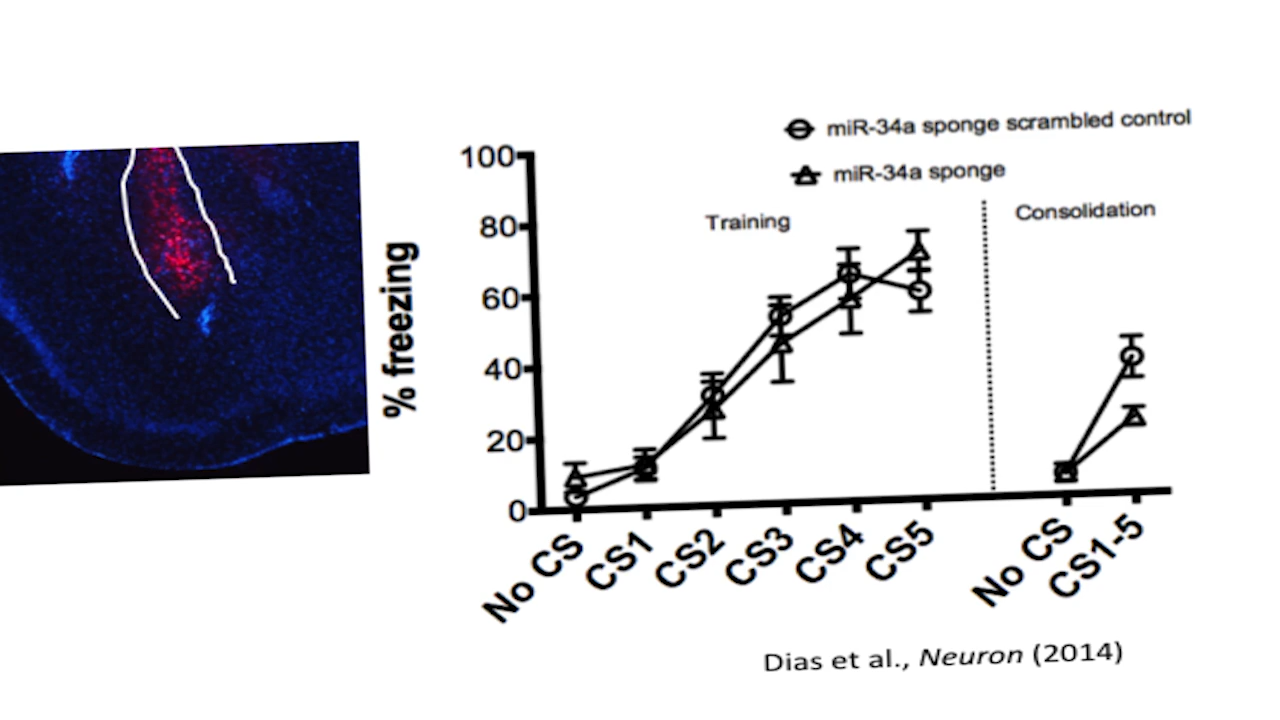 miR-34a sponge scrambled control
miR-34a sponge
Training
Consolidation
% freezing
100
80
60
40
20
0
No CS
CS1
CS2
CS3
CS4
CS5
No CS
CS1-5
Dias et al., Neuron (2014)